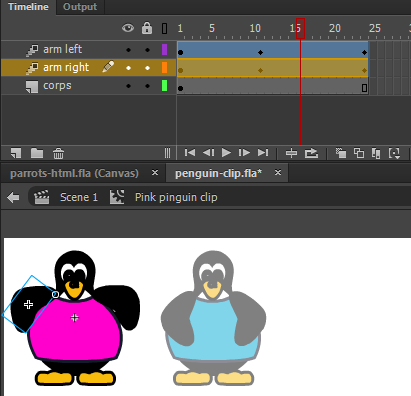 Timeline Output
1 5 10 15 20 25
arm left
arm right
corps
parrots-html.fla (Canvas) × penguin-clip.fla* ×
Scene 1 Pink pinguin clip